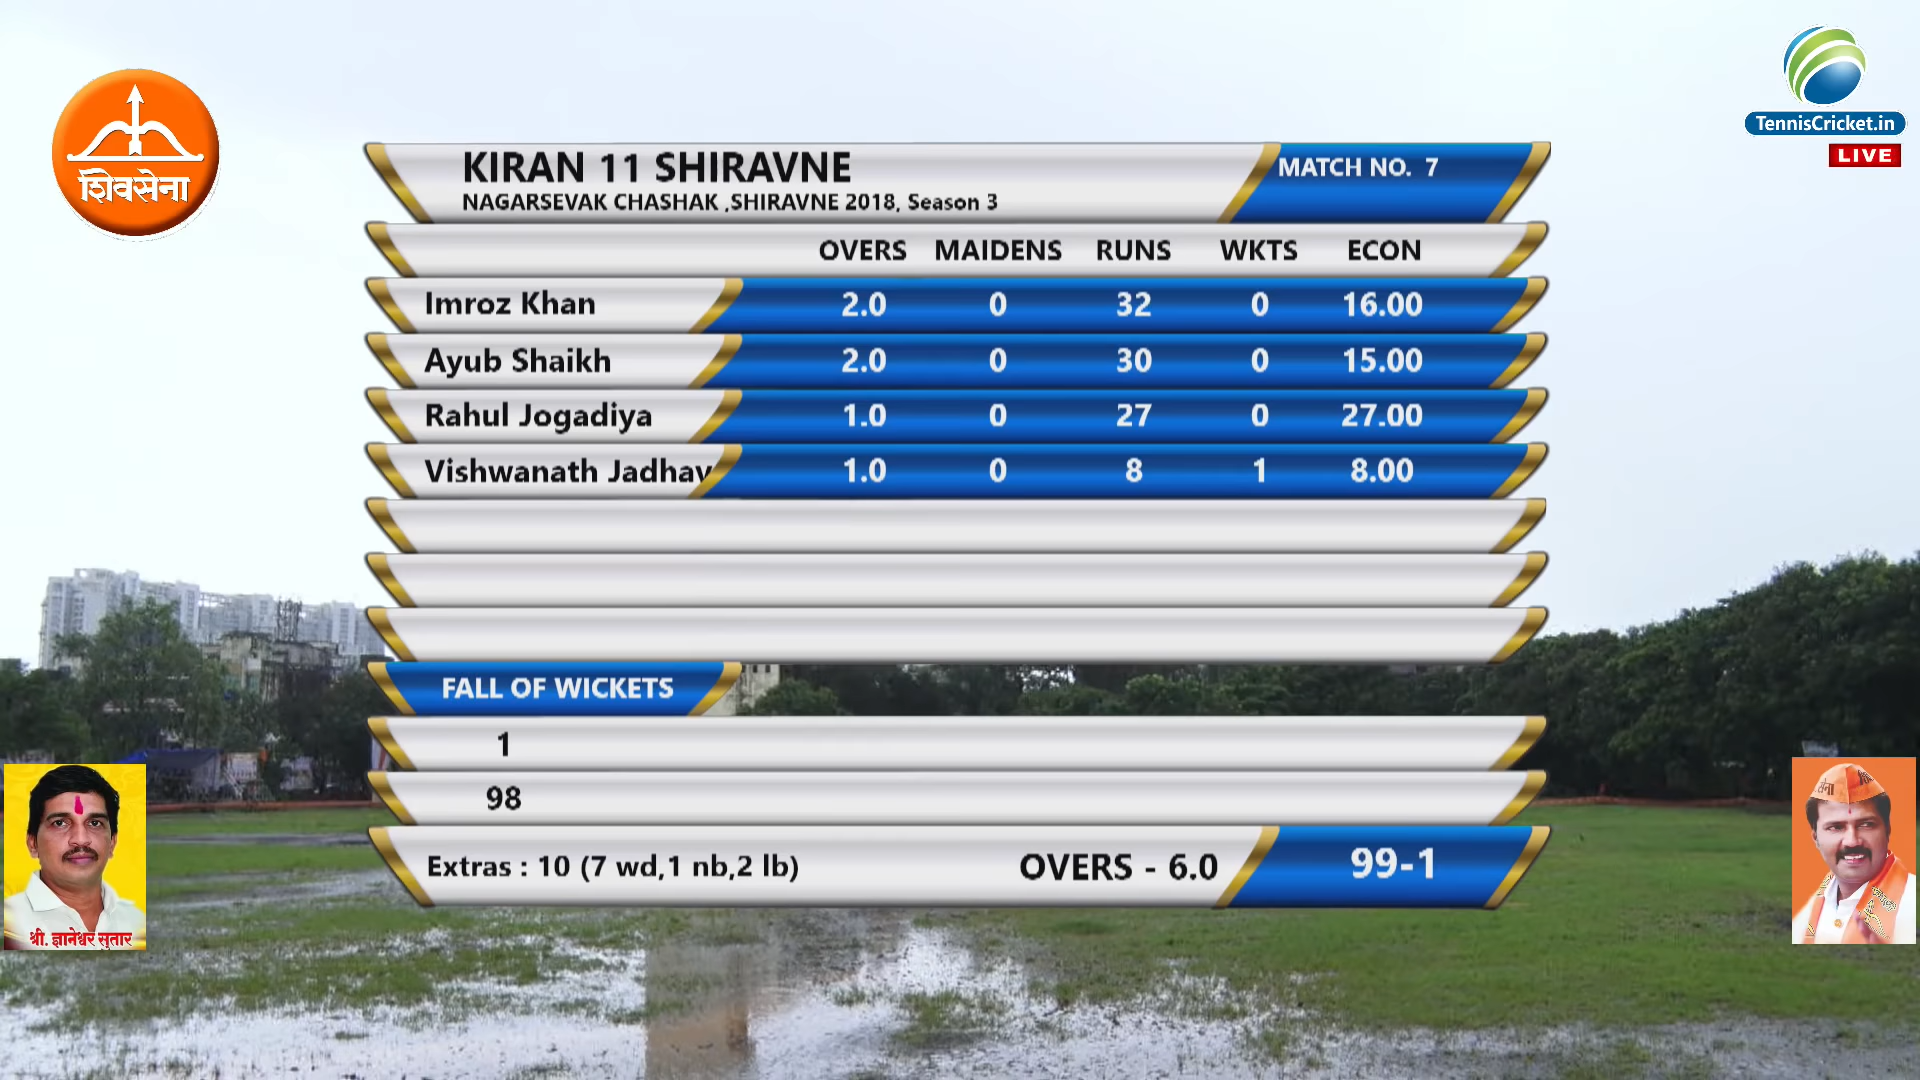 शिवसेना
TennisCricket.in
LIVE
KIRAN 11 SHIRAVNE
NAGARSEVAK CHASHAK ,SHIRAVNE 2018, Season 3
MATCH NO. 7
OVERS MAIDENS RUNS WKTS ECON
Imroz Khan 2.0 0 32 0 16.00
Ayub Shaikh 2.0 0 30 0 15.00
Rahul Jogadiya 1.0 0 27 0 27.00
Vishwanath Jadhav 1.0 0 8 1 8.00
FALL OF WICKETS
1
98
Extras : 10 (7 wd,1 nb,2 lb) OVERS - 6.0 99-1
श्री. ज्ञानेश्वर सुतार